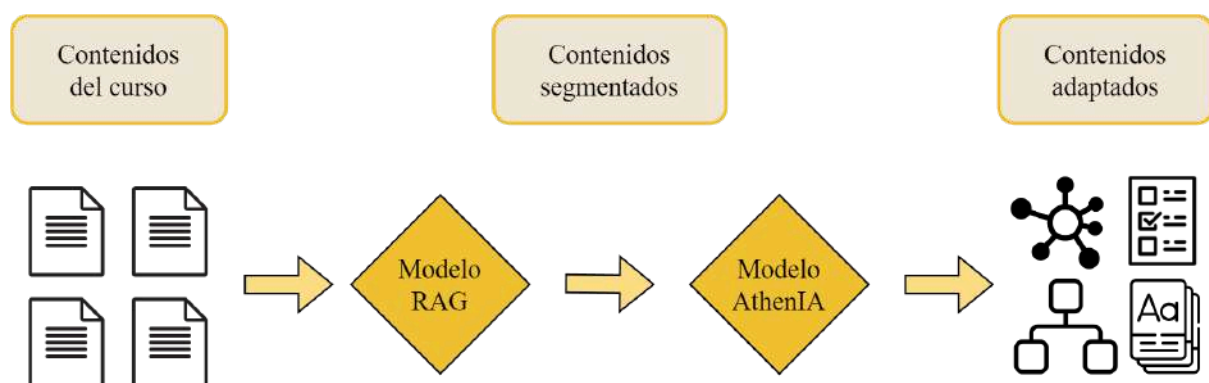 Contenidos
del curso
Contenidos
segmentados
Contenidos
adaptados
Modelo
RAG
Modelo
AthenIA
Aa